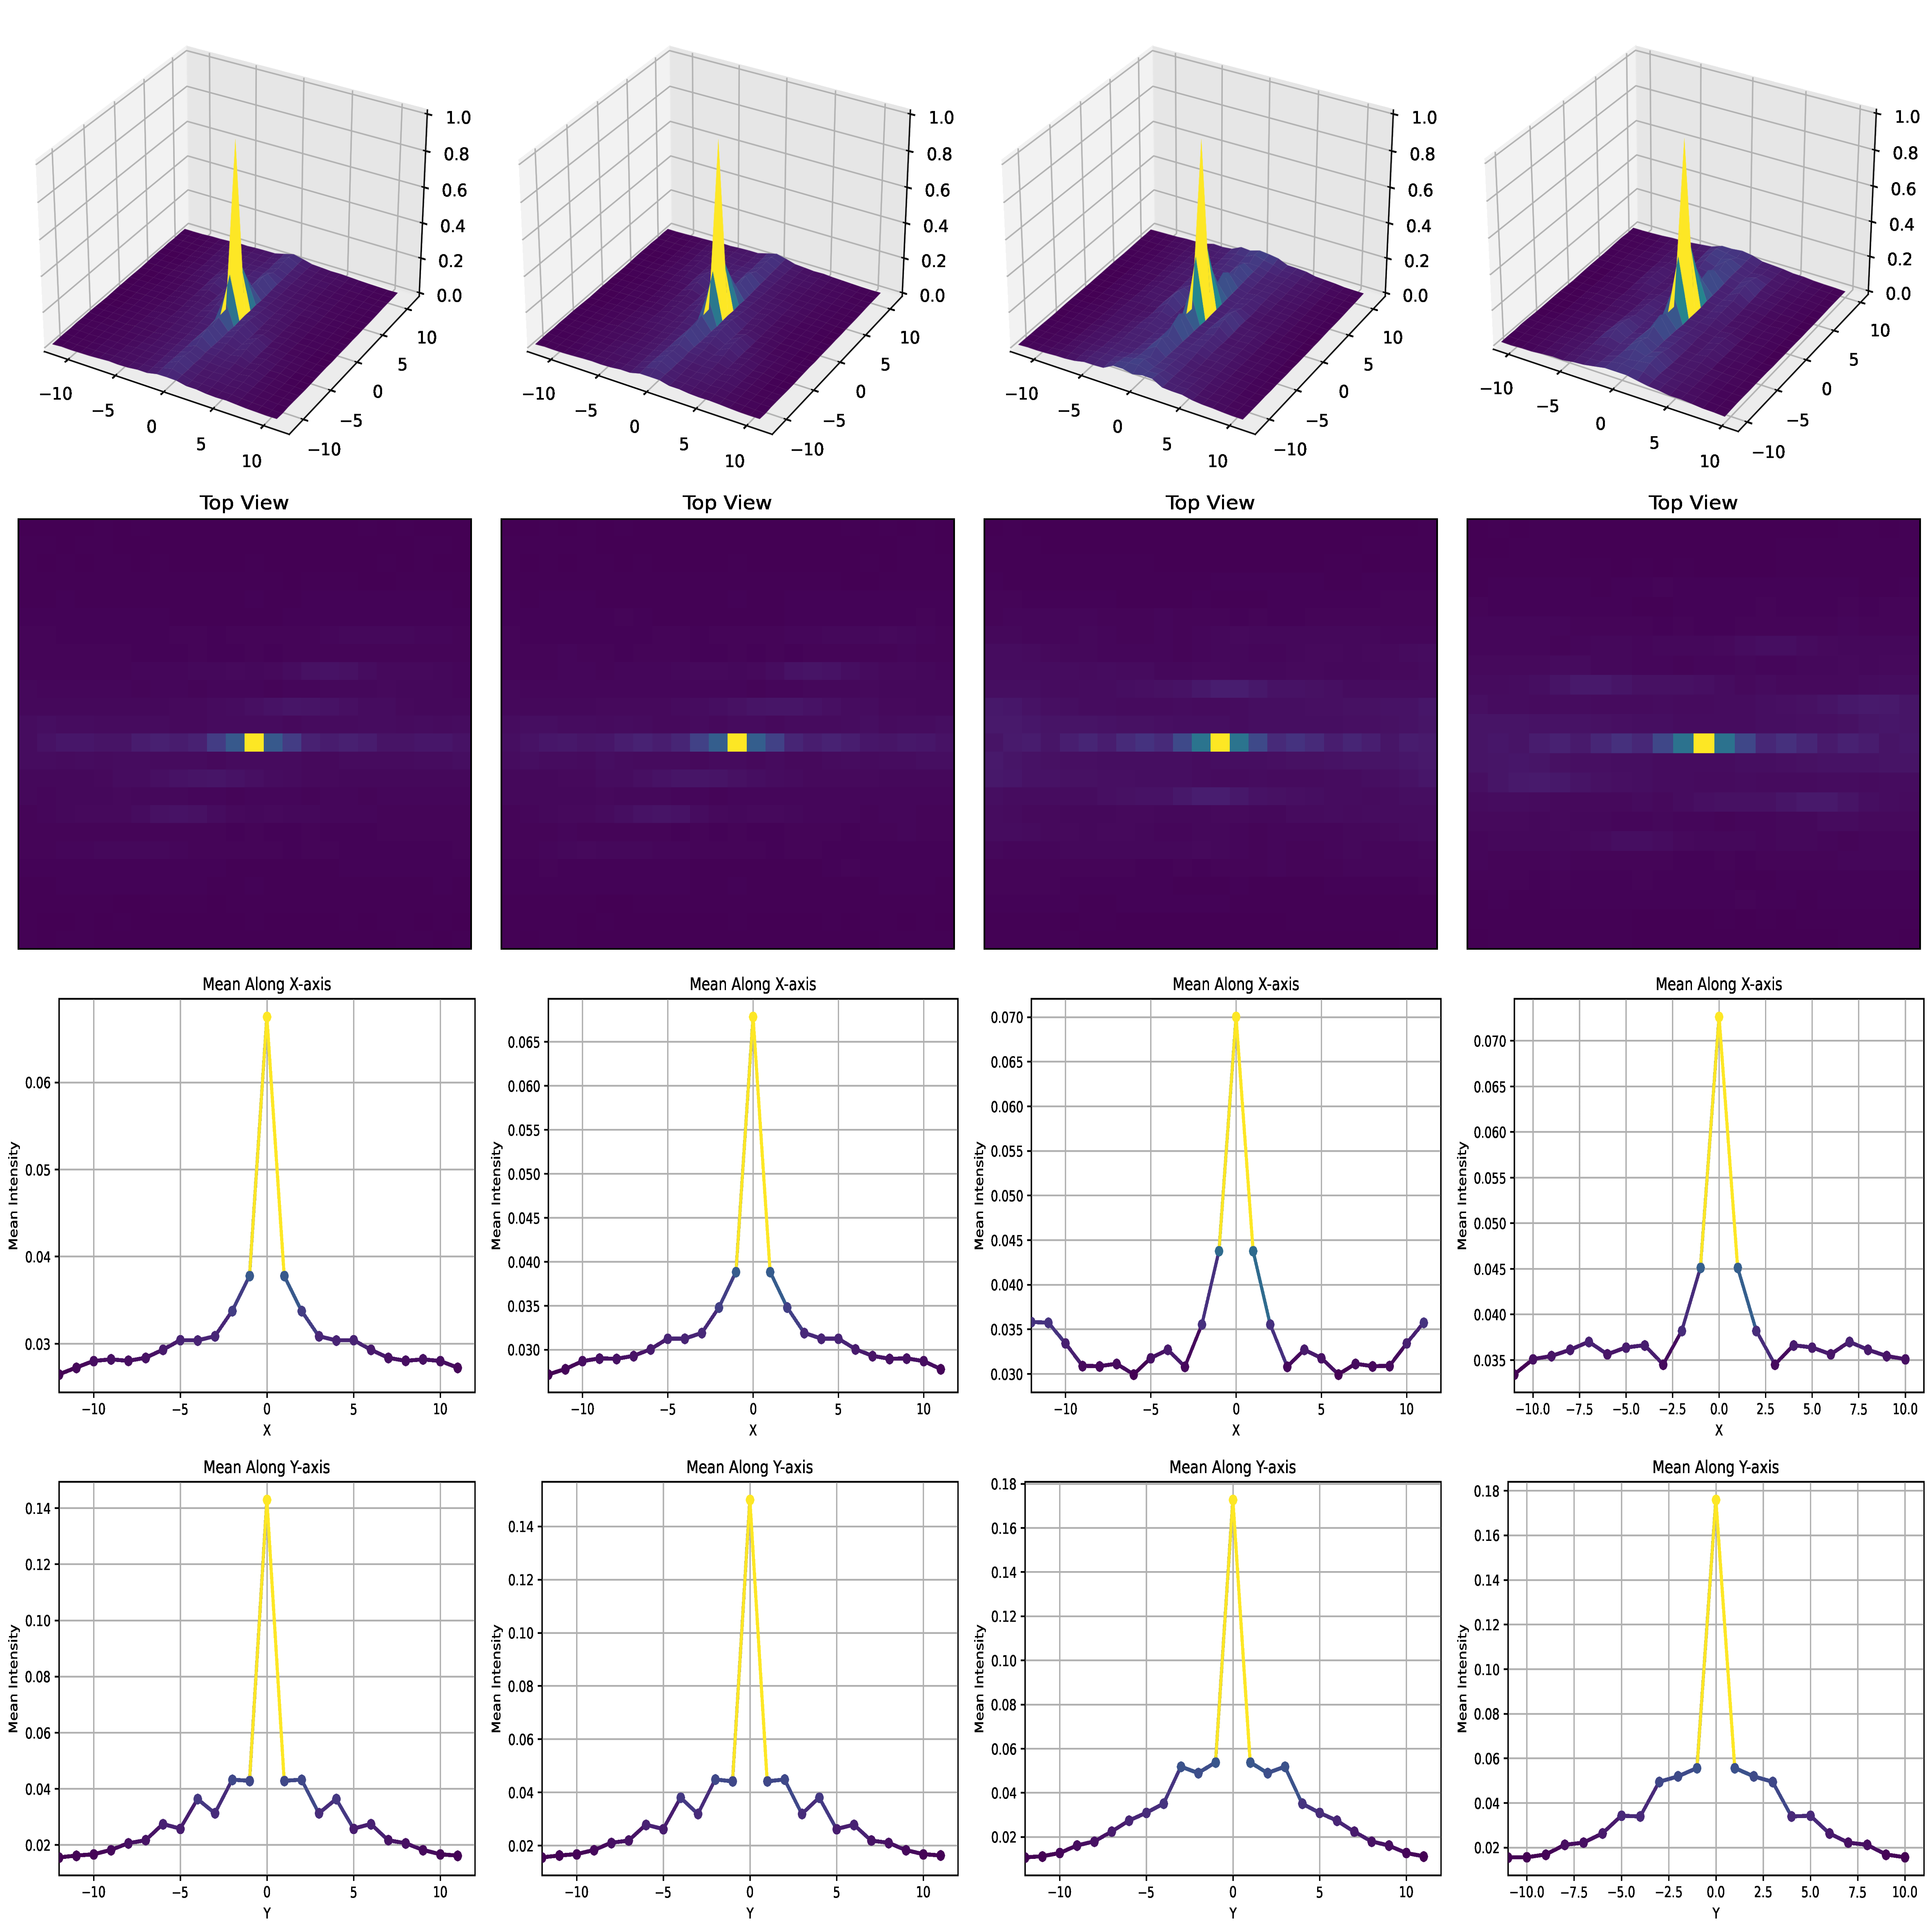 1.0 1.0 1.0 1.0
0.8 0.8 0.8 0.8
0.6 0.6 0.6 0.6
0.4 0.4 0.4 0.4
0.2 0.2 0.2 0.2
0.0 0.0 0.0 0.0
10 10 10 10
5 5 5 5
0 0 0 0
−5 −5 −5 −5
−10 −10 −10 −10
−10 −5 0 5 10 −10 −5 0 5 10 −10 −5 0 5 10 −10 −5 0 5 10
Top View Top View Top View Top View
Mean Along X-axis
Mean Intensity
0.06
0.05
0.04
0.03
−10 −5 0 5 10
X
Mean Along X-axis
Mean Intensity
0.065
0.060
0.055
0.050
0.045
0.040
0.035
0.030
−10 −5 0 5 10
X
Mean Along X-axis
Mean Intensity
0.070
0.065
0.060
0.055
0.050
0.045
0.040
0.035
0.030
−10 −5 0 5 10
X
Mean Along X-axis
Mean Intensity
0.070
0.065
0.060
0.055
0.050
0.045
0.040
0.035
−10.0 −7.5 −5.0 −2.5 0.0 2.5 5.0 7.5 10.0
X
Mean Along Y-axis
Mean Intensity
0.14
0.12
0.10
0.08
0.06
0.04
0.02
−10 −5 0 5 10
Y
Mean Along Y-axis
Mean Intensity
0.14
0.12
0.10
0.08
0.06
0.04
0.02
−10 −5 0 5 10
Y
Mean Along Y-axis
Mean Intensity
0.18
0.16
0.14
0.12
0.10
0.08
0.06
0.04
0.02
−10 −5 0 5 10
Y
Mean Along Y-axis
Mean Intensity
0.18
0.16
0.14
0.12
0.10
0.08
0.06
0.04
0.02
−10.0 −7.5 −5.0 −2.5 0.0 2.5 5.0 7.5 10.0
Y